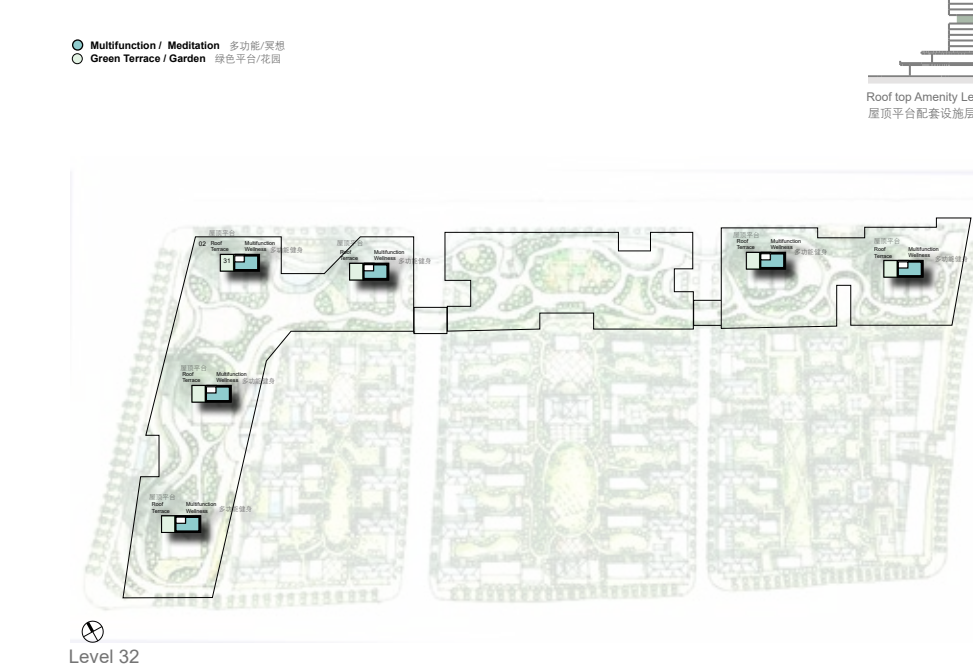 Multifunction / Meditation 多功能/冥想
Green Terrace / Garden 绿色平台/花园
Roof top Amenity Le
屋顶平台配套设施层
屋顶平台
02 Roof Terrace Multifunction Wellness 多功能健身
31
屋顶平台
Roof Terrace Multifunction Wellness 多功能健身
屋顶平台
Roof Terrace Multifunction Wellness 多功能健身
屋顶平台
Roof Terrace Multifunction Wellness 多功能健身
屋顶平台
Roof Terrace Multifunction Wellness 多功能健身
屋顶平台
Roof Terrace Multifunction Wellness 多功能健身
Level 32